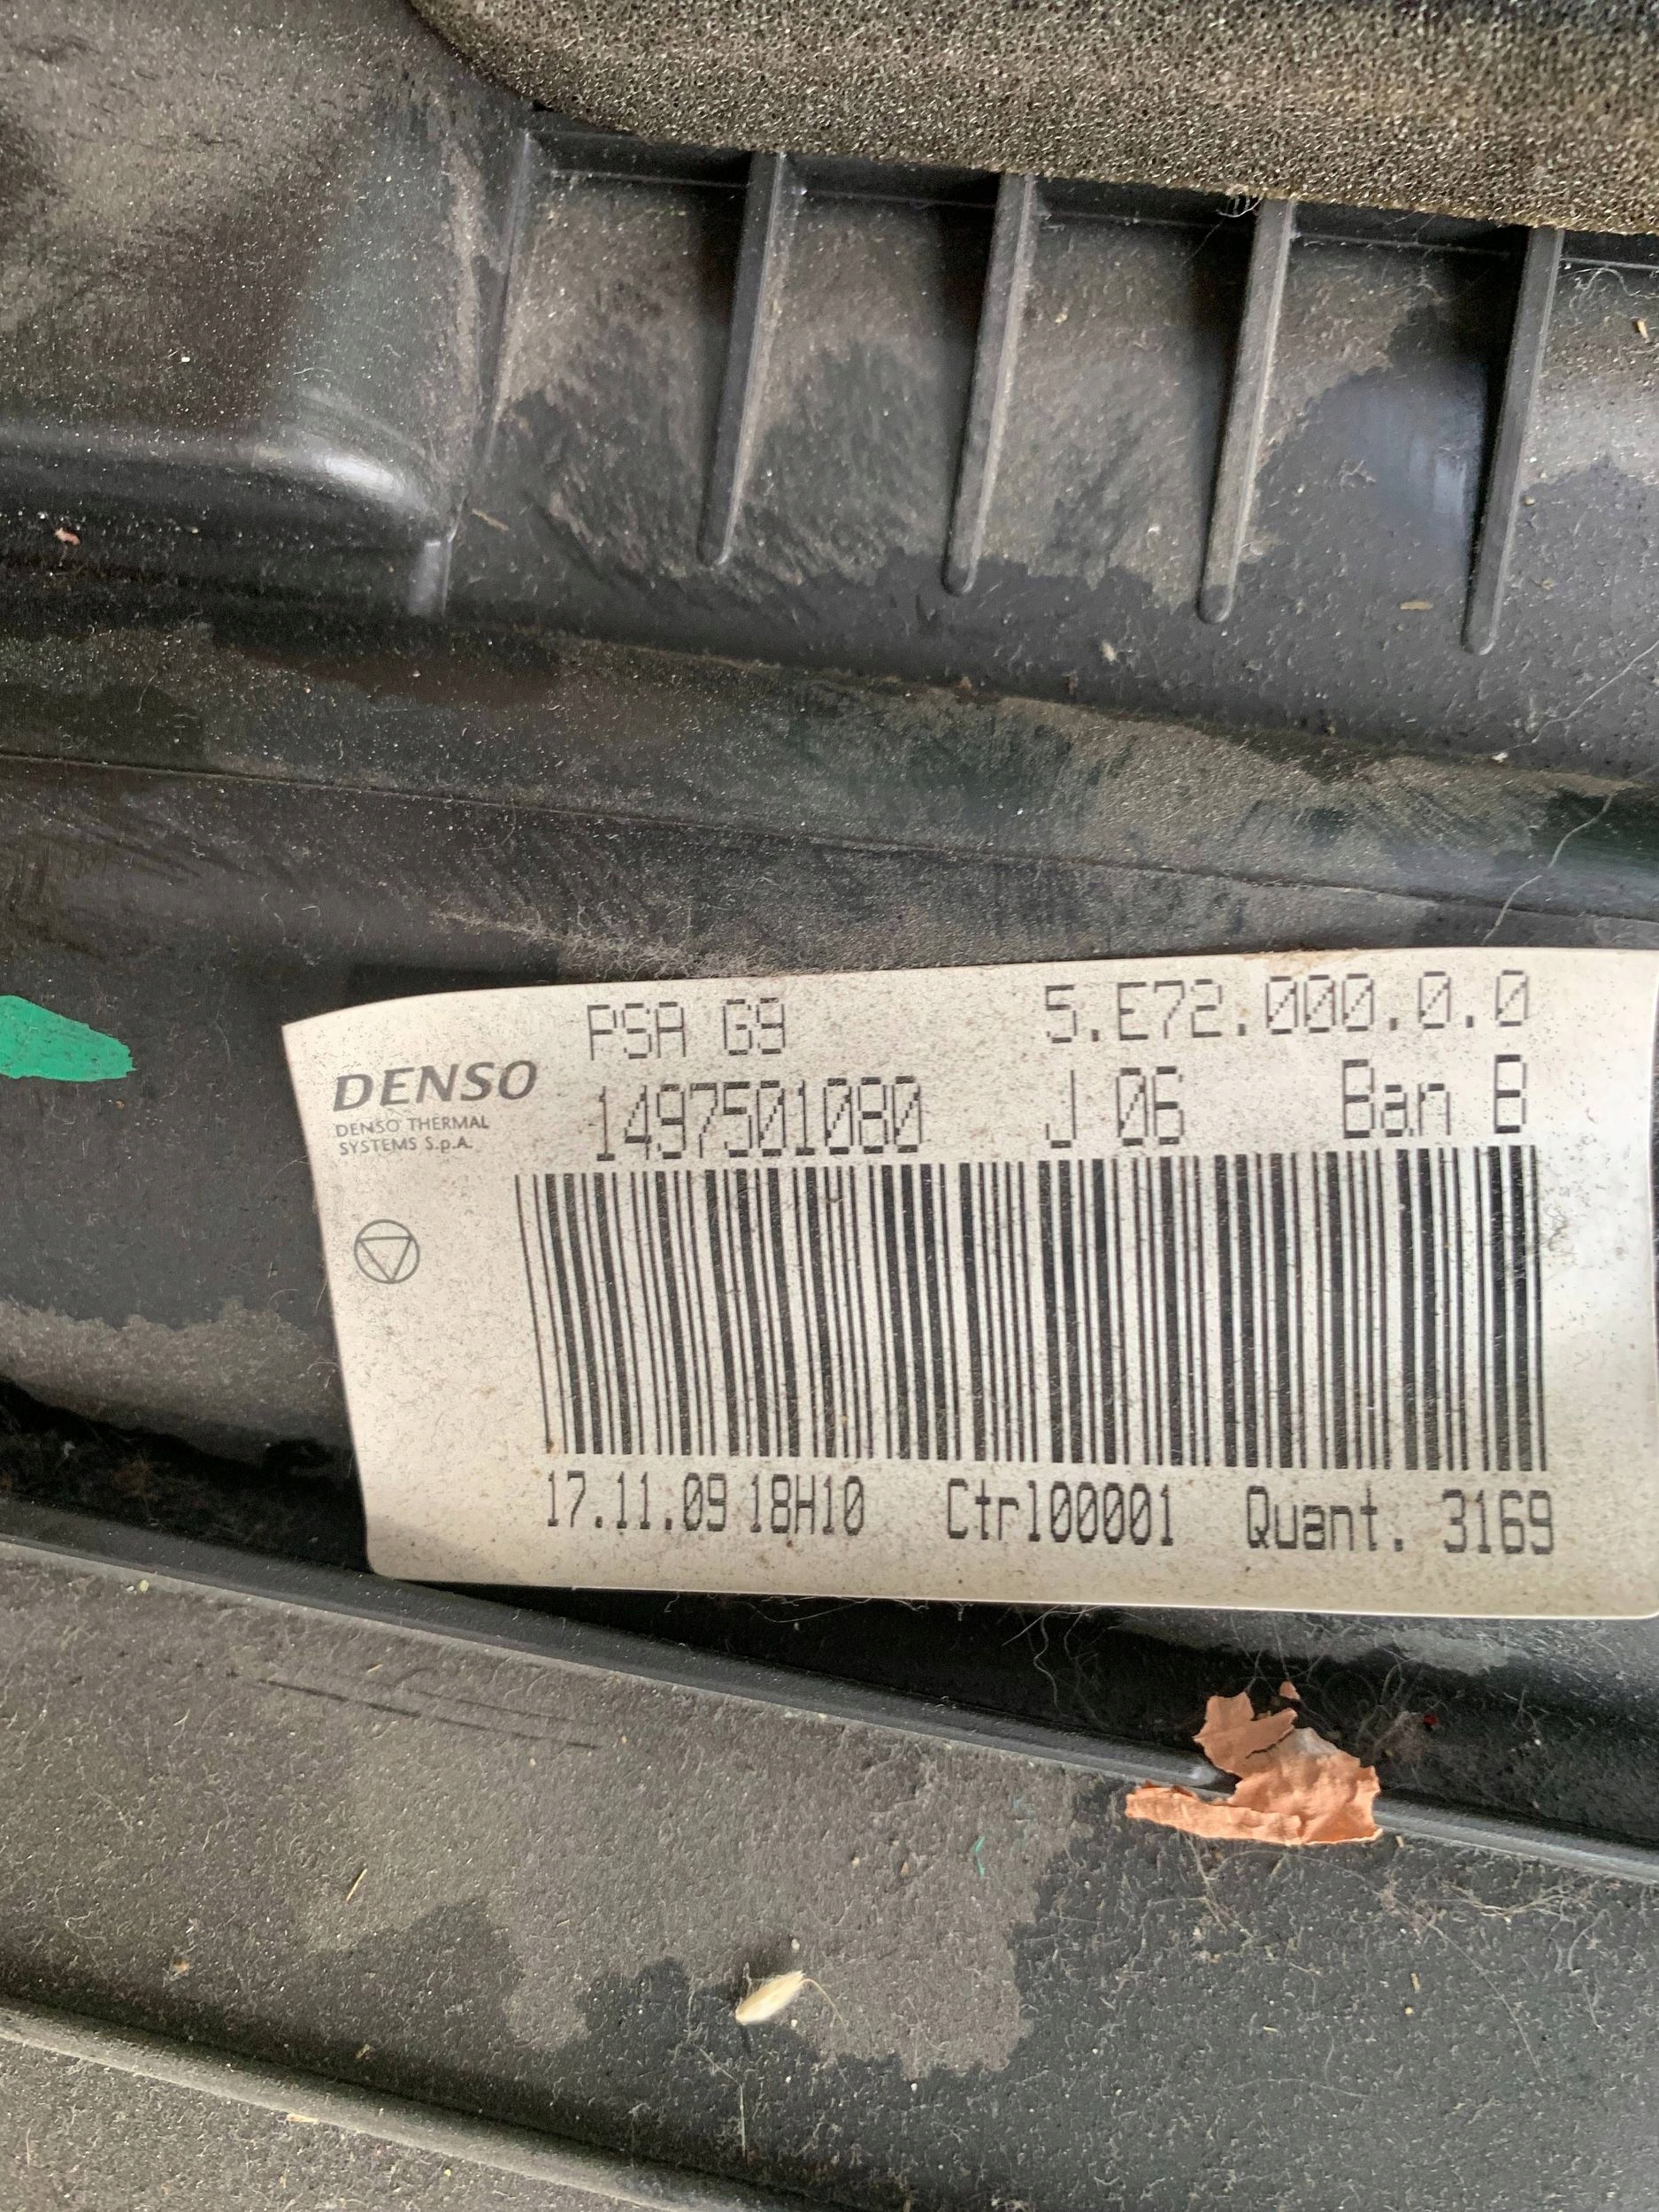 PSA G9 5.E72.000.0.0
DENSO 1497501080 J 06 Ban B
DENSO THERMAL
SYSTEMS S.p.A.
17.11.09 18H10 Ctrl00001 Quant. 3169